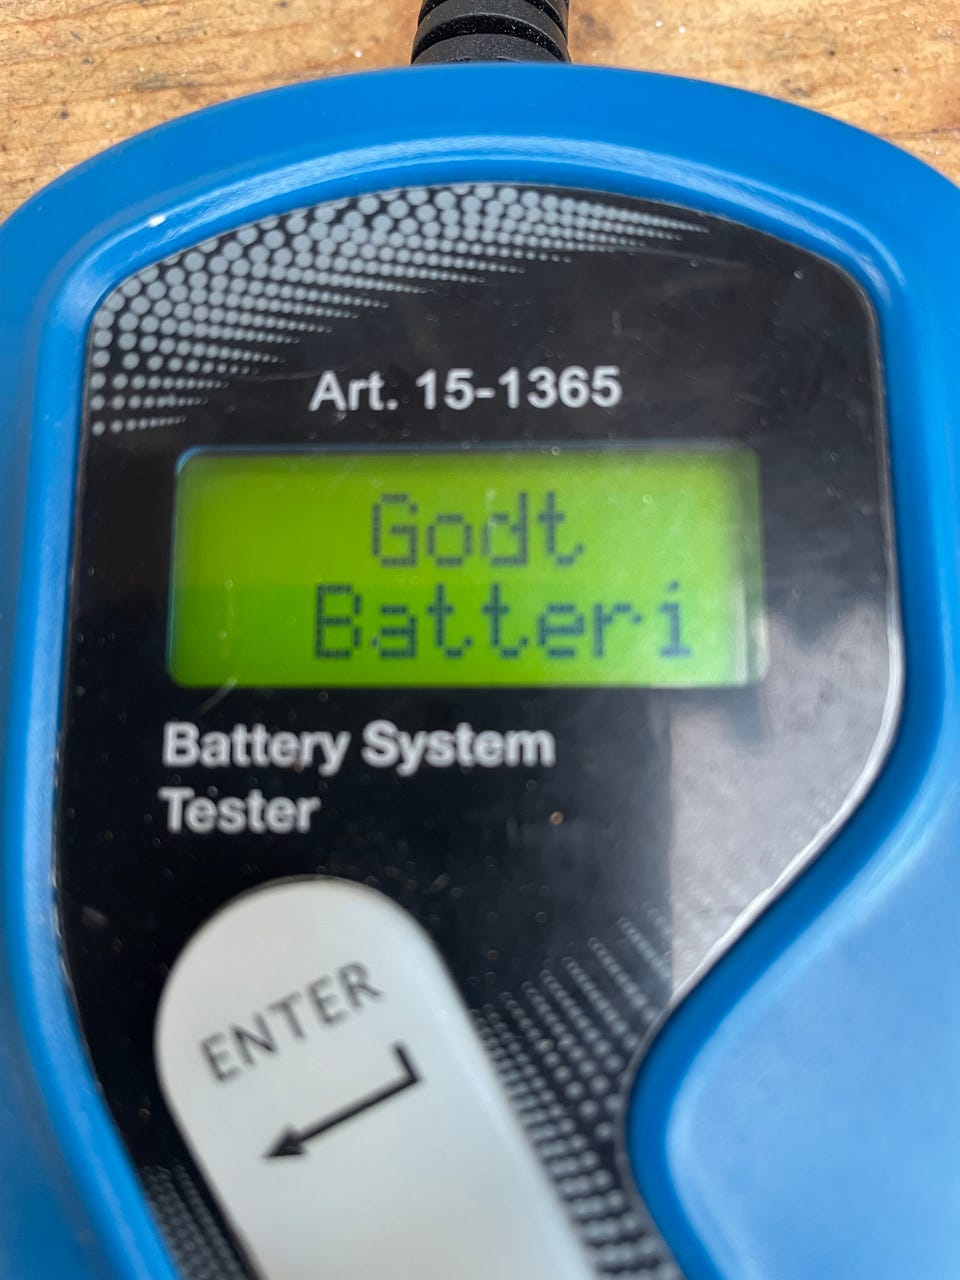 Art. 15-1365
Godt
Batteri
Battery System
Tester
ENTER